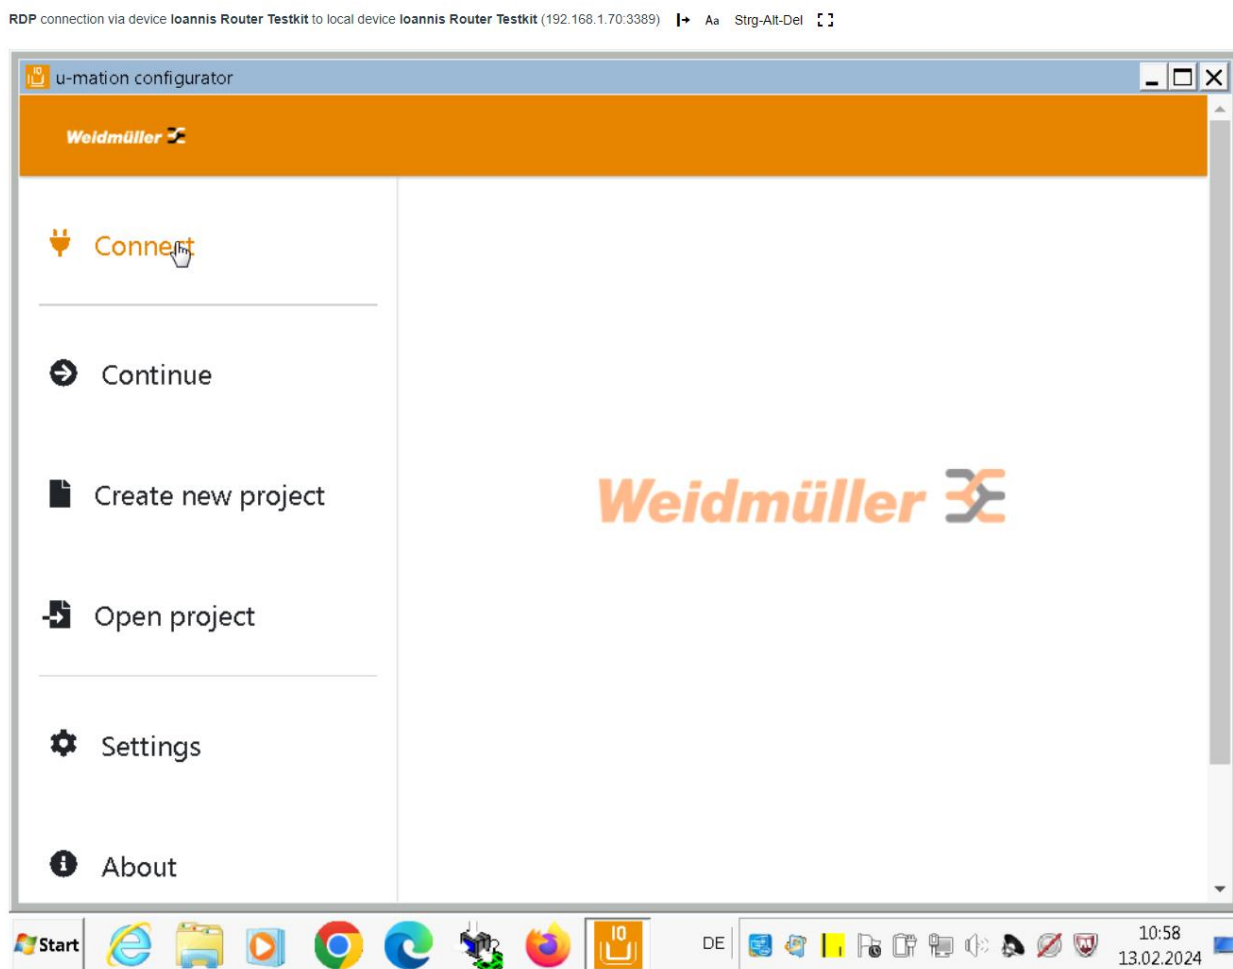 RDP connection via device Ioannis Router Testkit to local device Ioannis Router Testkit (192.168.1.70:3389) Aa Strg-Alt-Del
u-mation configurator
Weidmüller
Connect
Continue
Create new project
Weidmüller
Open project
Settings
About
Start
DE
10:58
13.02.2024